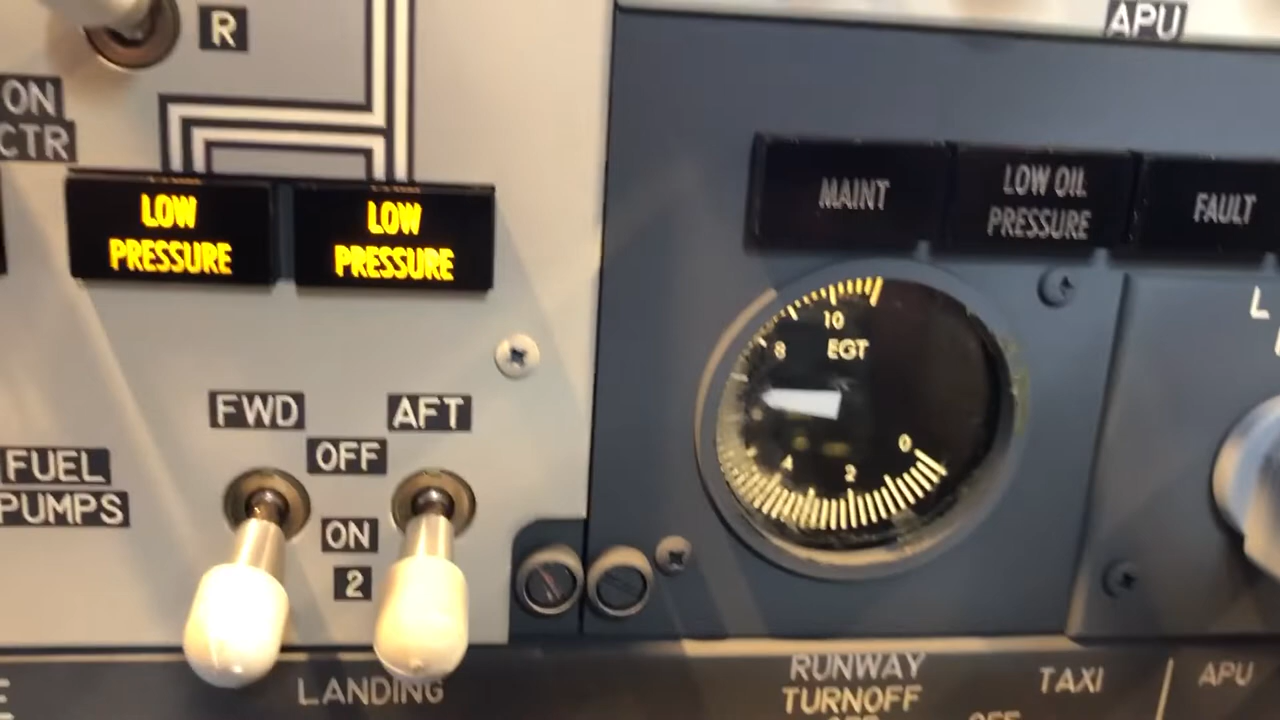 R
APU
ON
CTR
LOW
PRESSURE
LOW
PRESSURE
MAINT
LOW OIL
PRESSURE
FAULT
L
10
8
EGT
0
4
2
FWD
AFT
OFF
FUEL
PUMPS
ON
2
LANDING
RUNWAY
TURNOFF
TAXI
APU
OFF